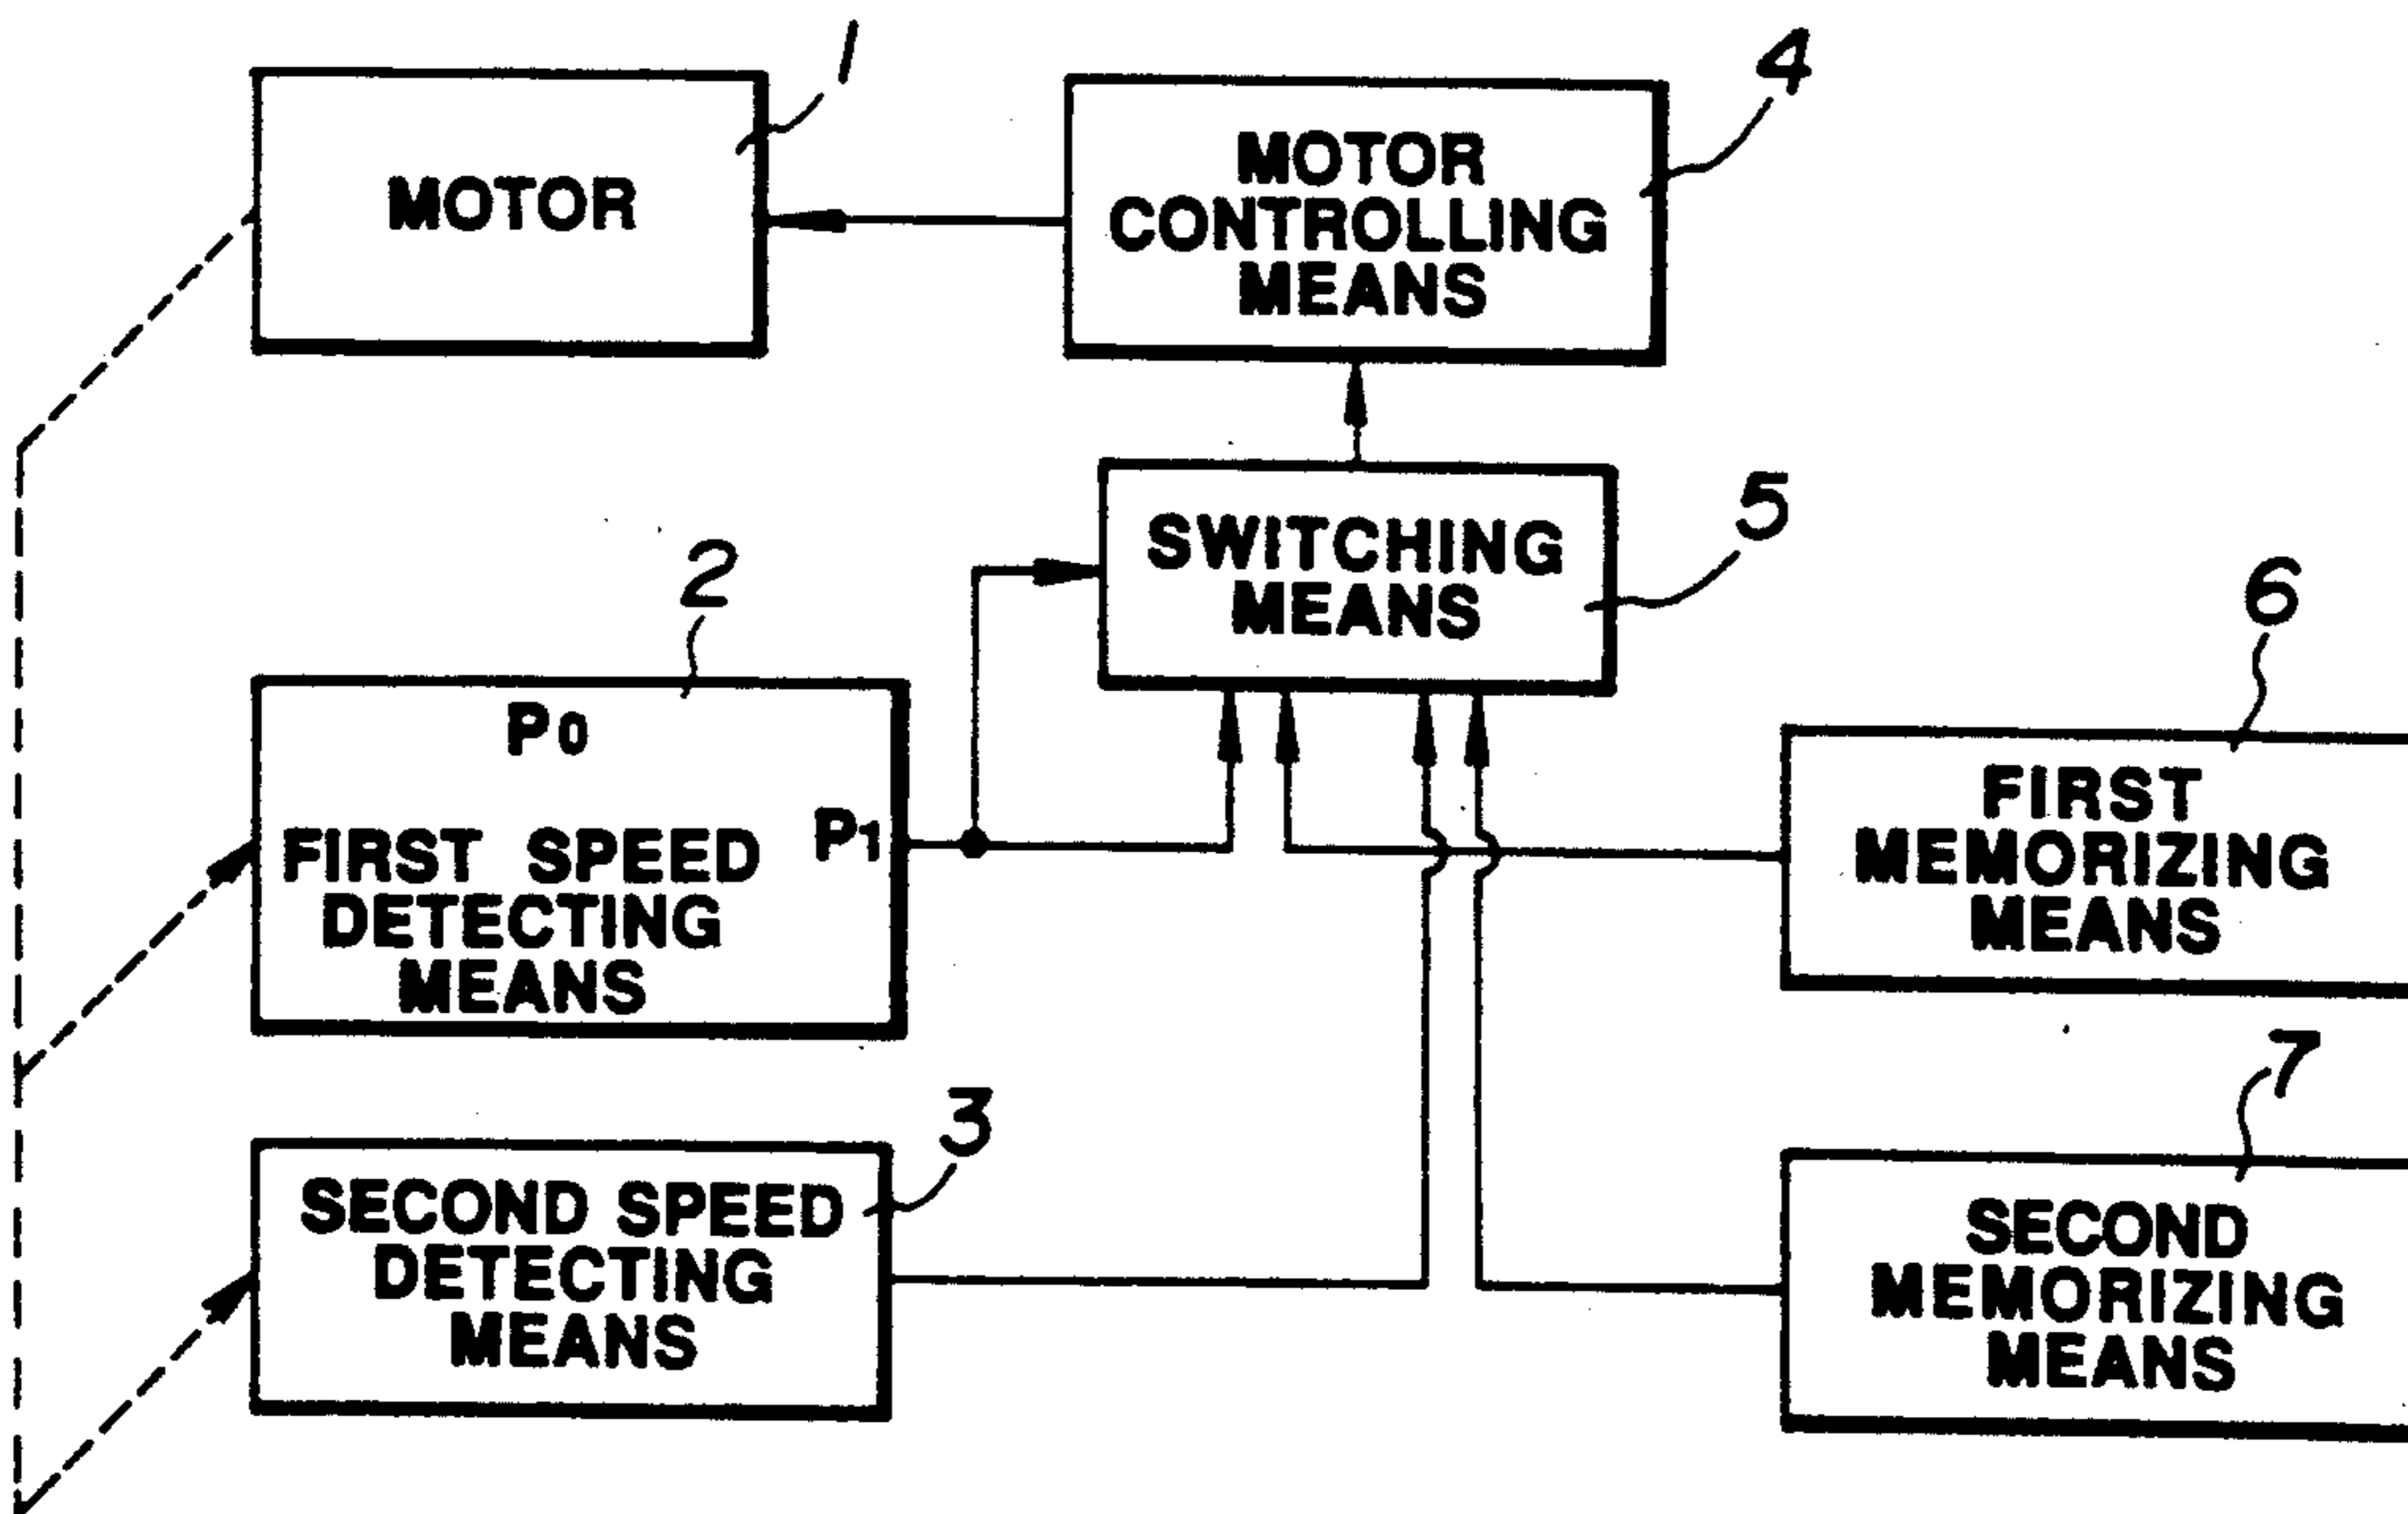 1
MOTOR
4
MOTOR
CONTROLLING
MEANS
5
SWITCHING
MEANS
2
P0
P1
FIRST SPEED
DETECTING
MEANS
6
FIRST
MEMORIZING
MEANS
3
SECOND SPEED
DETECTING
MEANS
7
SECOND
MEMORIZING
MEANS